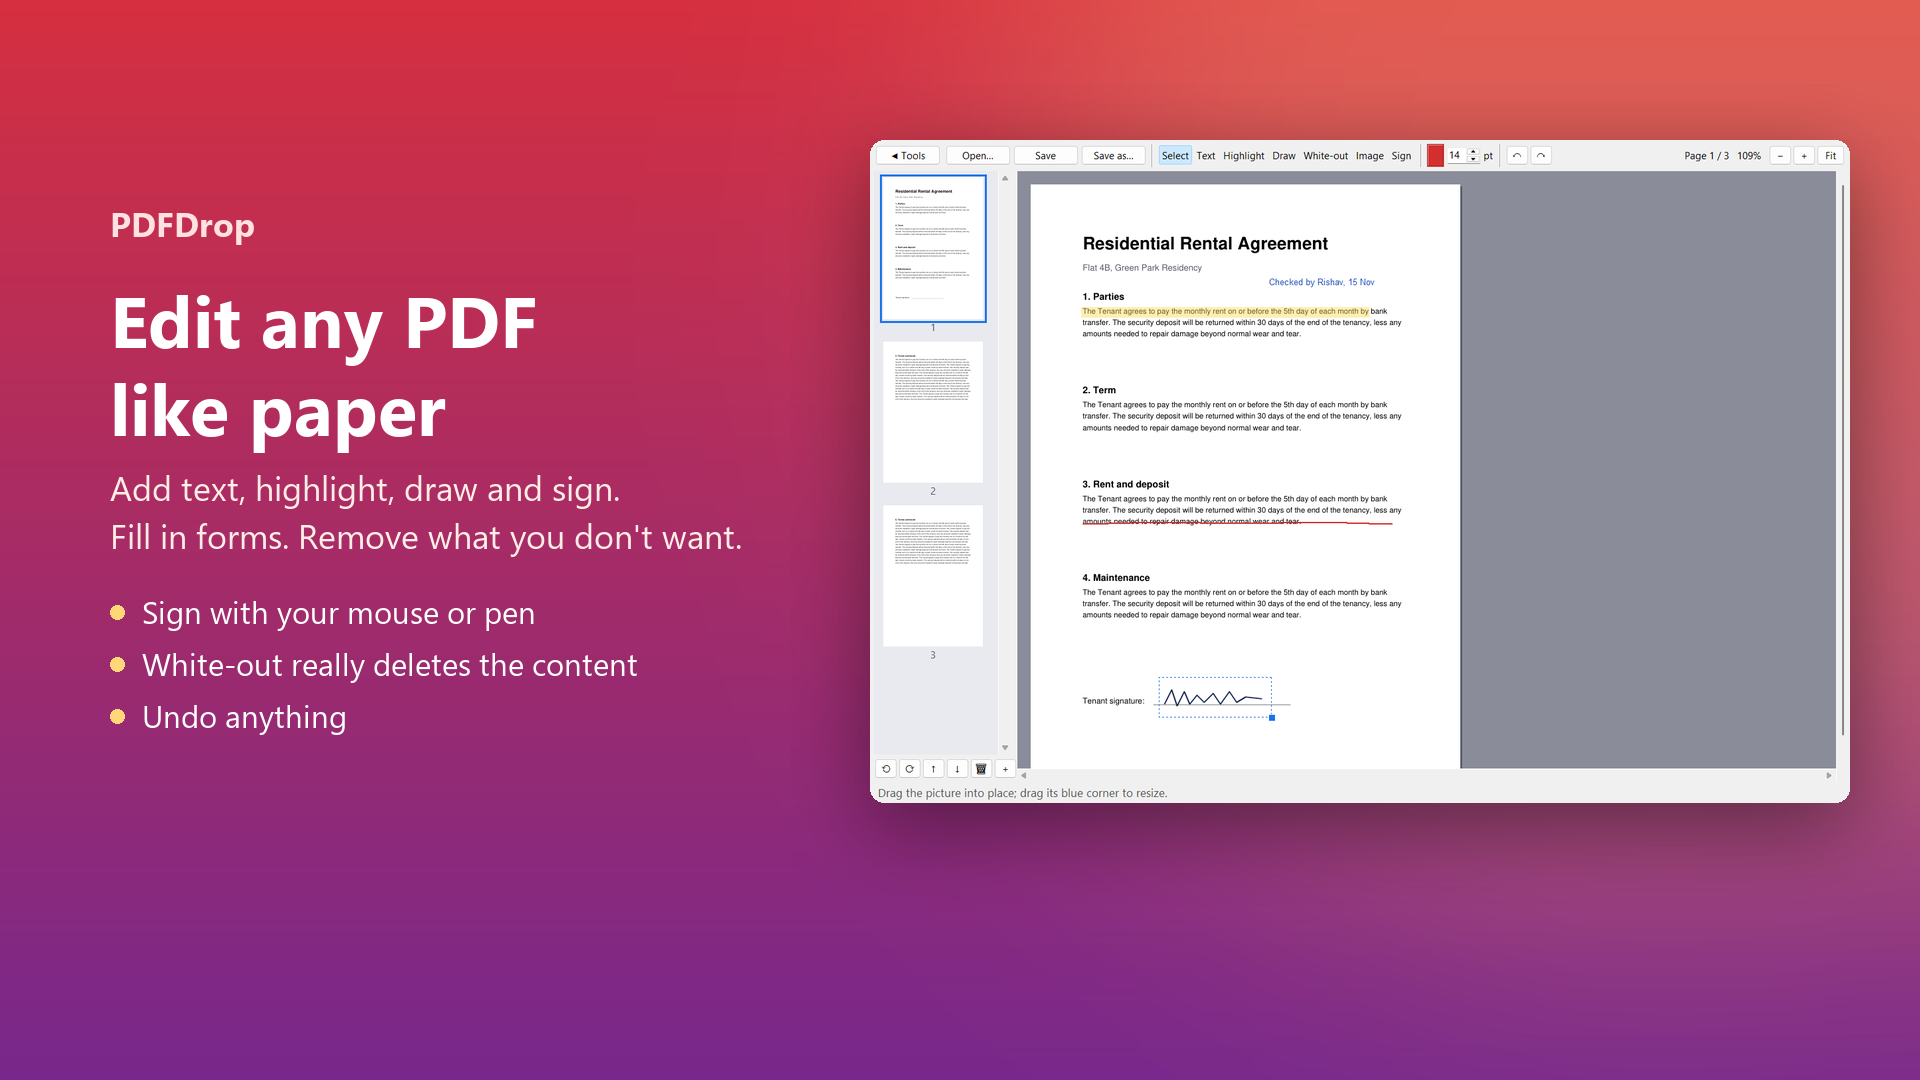 PDFDrop
Edit any PDF
like paper
Add text, highlight, draw and sign.
Fill in forms. Remove what you don't want.
Sign with your mouse or pen
White-out really deletes the content
Undo anything
◄ Tools Open... Save Save as... Select Text Highlight Draw White-out Image Sign 14 pt Page 1 / 3 109% − + Fit
Residential Rental Agreement
1
2
3
Residential Rental Agreement
Flat 4B, Green Park Residency
Checked by Rishav, 15 Nov
1. Parties
The Tenant agrees to pay the monthly rent on or before the 5th day of each month by bank
transfer. The security deposit will be returned within 30 days of the end of the tenancy, less any
amounts needed to repair damage beyond normal wear and tear.
2. Term
The Tenant agrees to pay the monthly rent on or before the 5th day of each month by bank
transfer. The security deposit will be returned within 30 days of the end of the tenancy, less any
amounts needed to repair damage beyond normal wear and tear.
3. Rent and deposit
The Tenant agrees to pay the monthly rent on or before the 5th day of each month by bank
transfer. The security deposit will be returned within 30 days of the end of the tenancy, less any
amounts needed to repair damage beyond normal wear and tear.
4. Maintenance
The Tenant agrees to pay the monthly rent on or before the 5th day of each month by bank
transfer. The security deposit will be returned within 30 days of the end of the tenancy, less any
amounts needed to repair damage beyond normal wear and tear.
Tenant signature:
Drag the picture into place; drag its blue corner to resize.